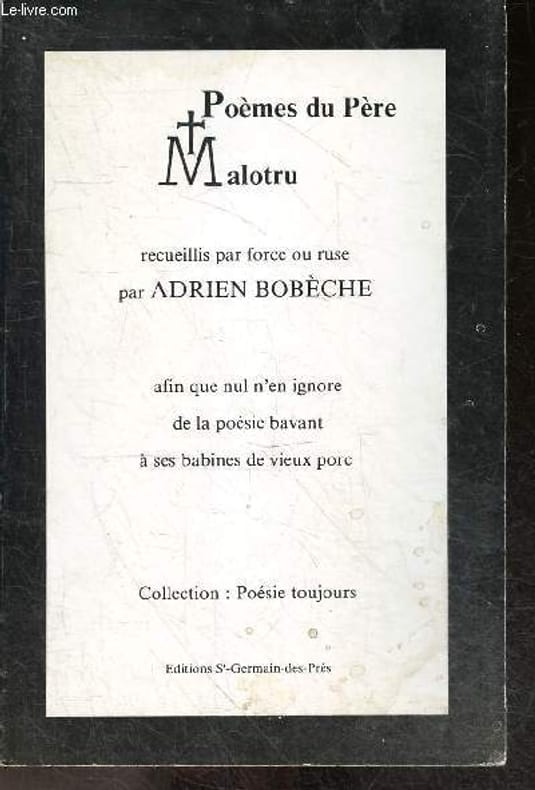 Le-livre.com
Poèmes du Père
Malotru
recueillis par force ou ruse
par ADRIEN BOBÈCHE
afin que nul n'en ignore
de la poésie bavant
à ses babines de vieux porc
Collection : Poésie toujours
Editions St-Germain-des-Prés